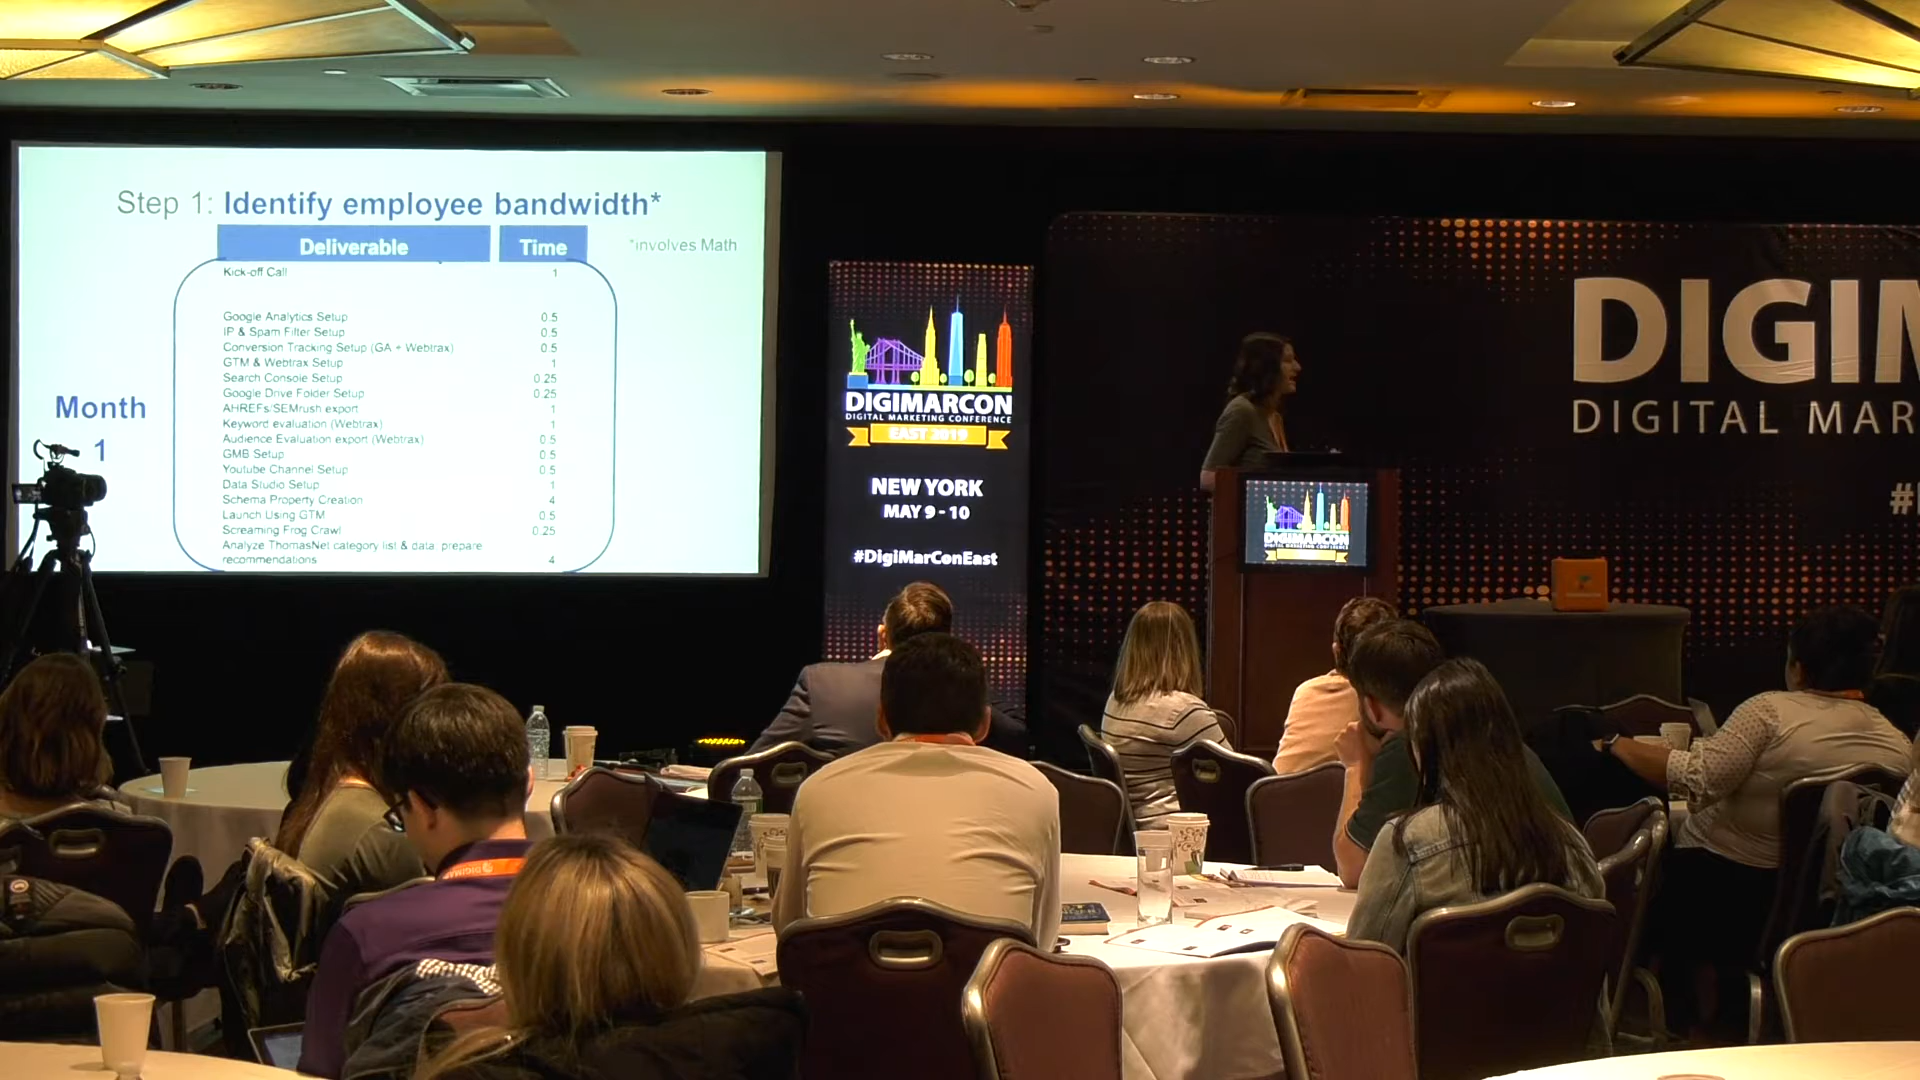 Step 1: Identify employee bandwidth*
Deliverable Time
*involves Math
Month
1
Kick-off Call 1
Google Analytics Setup 0.5
IP & Spam Filter Setup 0.5
Conversion Tracking Setup (GA + Webtrax) 0.5
GTM & Webtrax Setup 1
Search Console Setup 0.25
Google Drive Folder Setup 0.25
AHREFs/SEMrush export 1
Keyword evaluation (Webtrax) 1
Audience Evaluation export (Webtrax) 0.5
GMB Setup 0.5
Youtube Channel Setup 0.5
Data Studio Setup 1
Schema Property Creation 4
Launch Using GTM 0.5
Screaming Frog Crawl 0.25
Analyze ThomasNet category list & data; prepare
recommendations 4
DIGIMARCON
DIGITAL MARKETING CONFERENCE
EAST 2019
NEW YORK
MAY 9 - 10
#DigiMarConEast
DIGIMARCON
DIGITAL MARKETING CONFERENCE
DIGIM
DIGITAL MAR
#